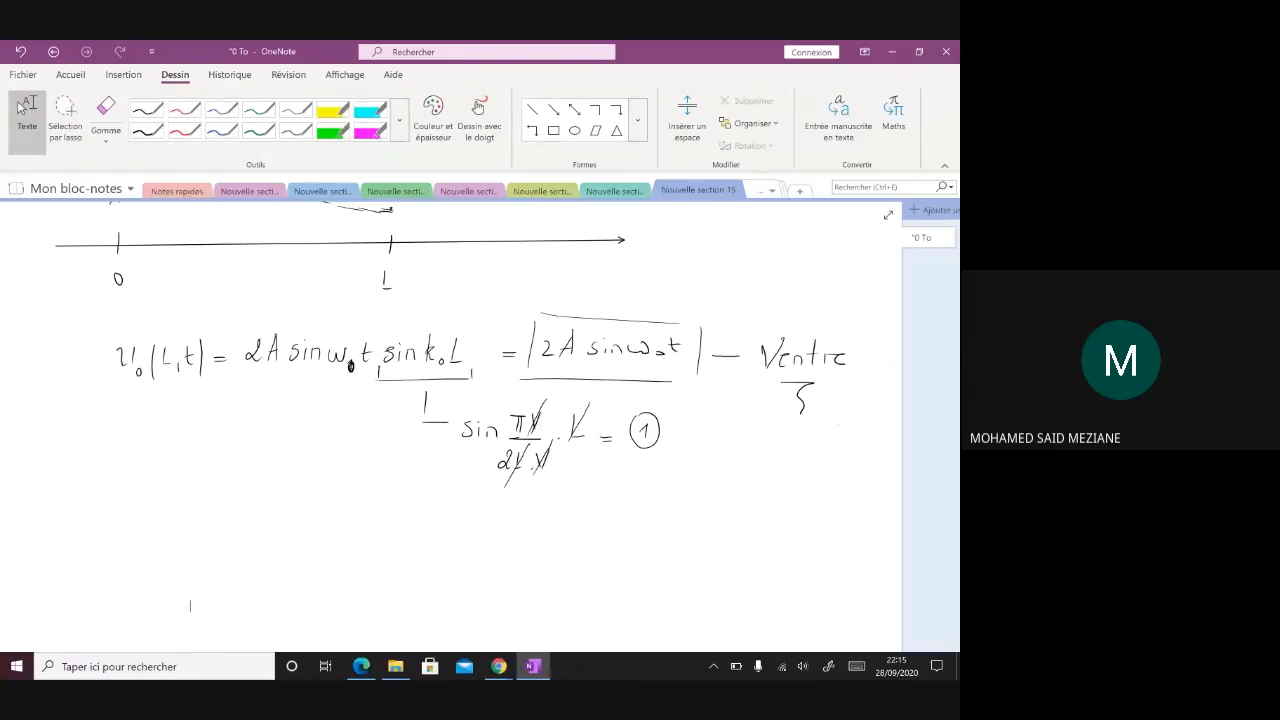 "0 To - OneNote
Rechercher
Connexion
Fichier Accueil Insertion Dessin Historique Révision Affichage Aide
Texte
Sélection par lasso
Gomme
Couleur et épaisseur
Dessin avec le doigt
Insérer un espace
Supprimer
Organiser
Rotation
Entrée manuscrite en texte
Maths
Outils Formes Modifier Convertir
Mon bloc-notes Notes rapides Nouvelle secti... Nouvelle secti... Nouvelle secti... Nouvelle secti... Nouvelle secti... Nouvelle secti... Nouvelle section 15 ... Rechercher (Ctrl+E)
Ajouter un
"0 To
0 L
U₀(L,t) = 2A sin ω₀t sin k₀L = |2A sin ω₀t| — Ventre
sin πV/2L.V . L = 1
M
MOHAMED SAID MEZIANE
Taper ici pour rechercher
22:15
28/09/2020